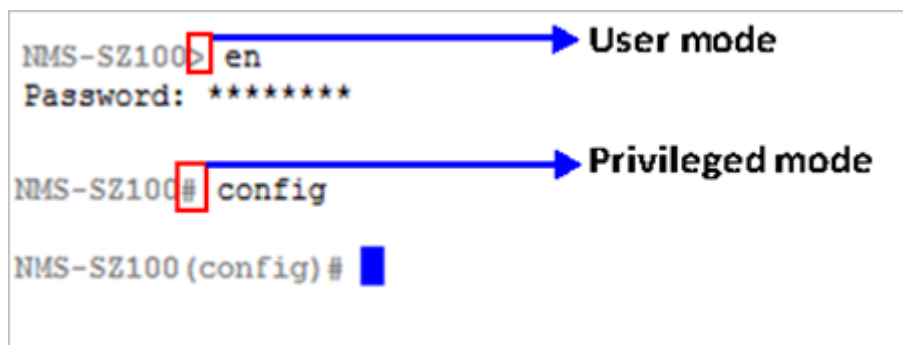 NMS-SZ100> en
User mode
Password: ********
Privileged mode
NMS-SZ100# config
NMS-SZ100(config)#